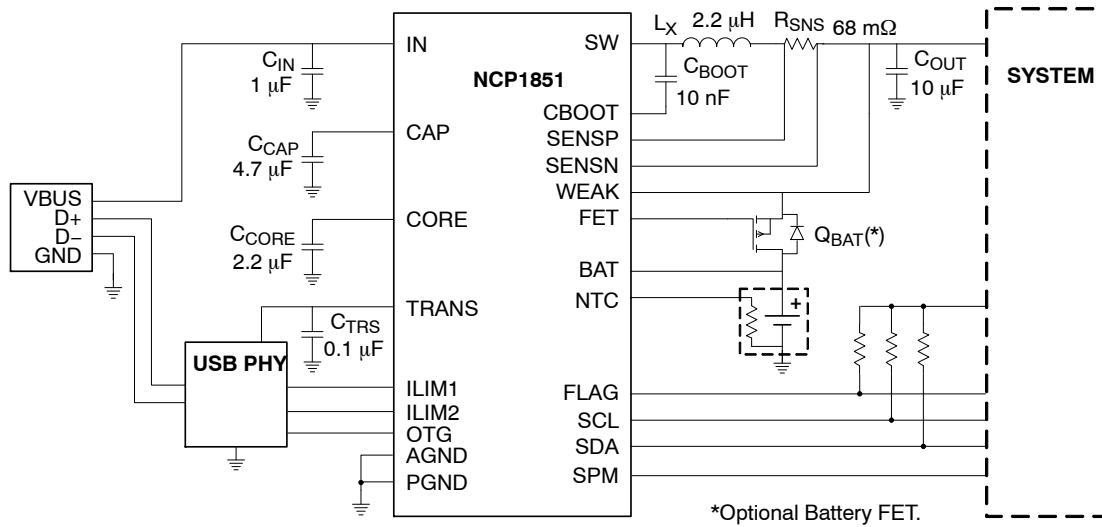 L_X 2.2 μH R_SNS 68 mΩ
IN
SW
C_IN
1 μF
NCP1851
C_BOOT
10 nF
C_OUT
10 μF
SYSTEM
CBOOT
CAP
SENSP
C_CAP
4.7 μF
SENSN
WEAK
VBUS
D+
D−
GND
CORE
FET
C_CORE
2.2 μF
Q_BAT(*)
BAT
NTC
+
TRANS
C_TRS
0.1 μF
USB PHY
ILIM1
ILIM2
OTG
AGND
PGND
FLAG
SCL
SDA
SPM
*Optional Battery FET.